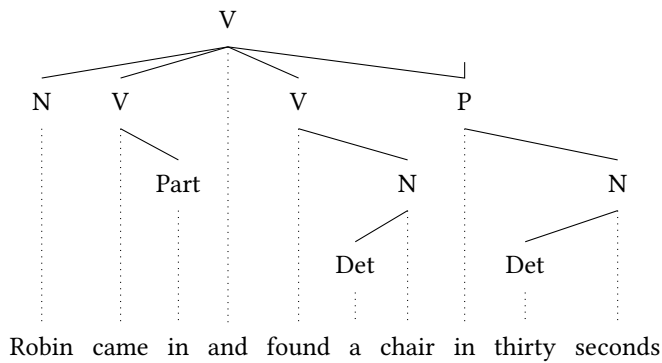 V
N V V P
Part N N
Det Det
Robin came in and found a chair in thirty seconds